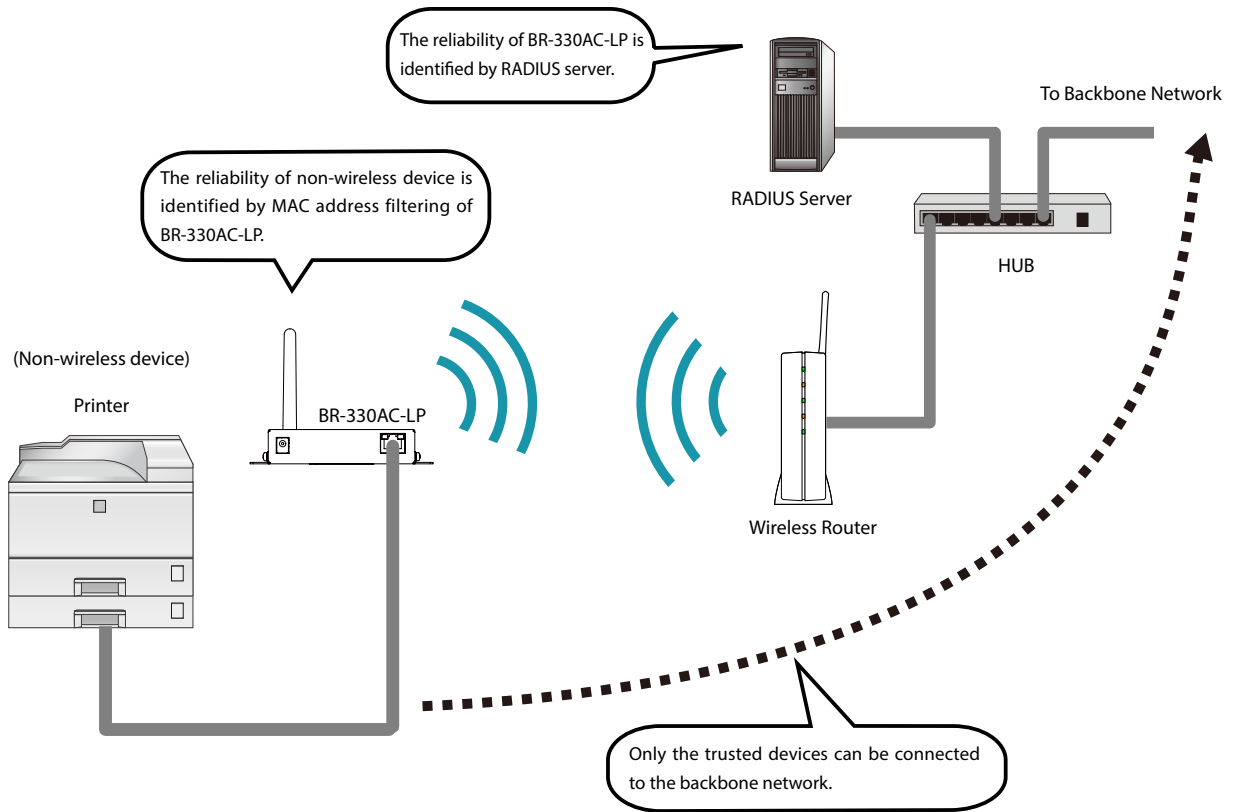 The reliability of BR-330AC-LP is
identified by RADIUS server.
To Backbone Network
The reliability of non-wireless device is
identified by MAC address filtering of
BR-330AC-LP.
RADIUS Server
HUB
(Non-wireless device)
Printer
BR-330AC-LP
Wireless Router
Only the trusted devices can be connected
to the backbone network.